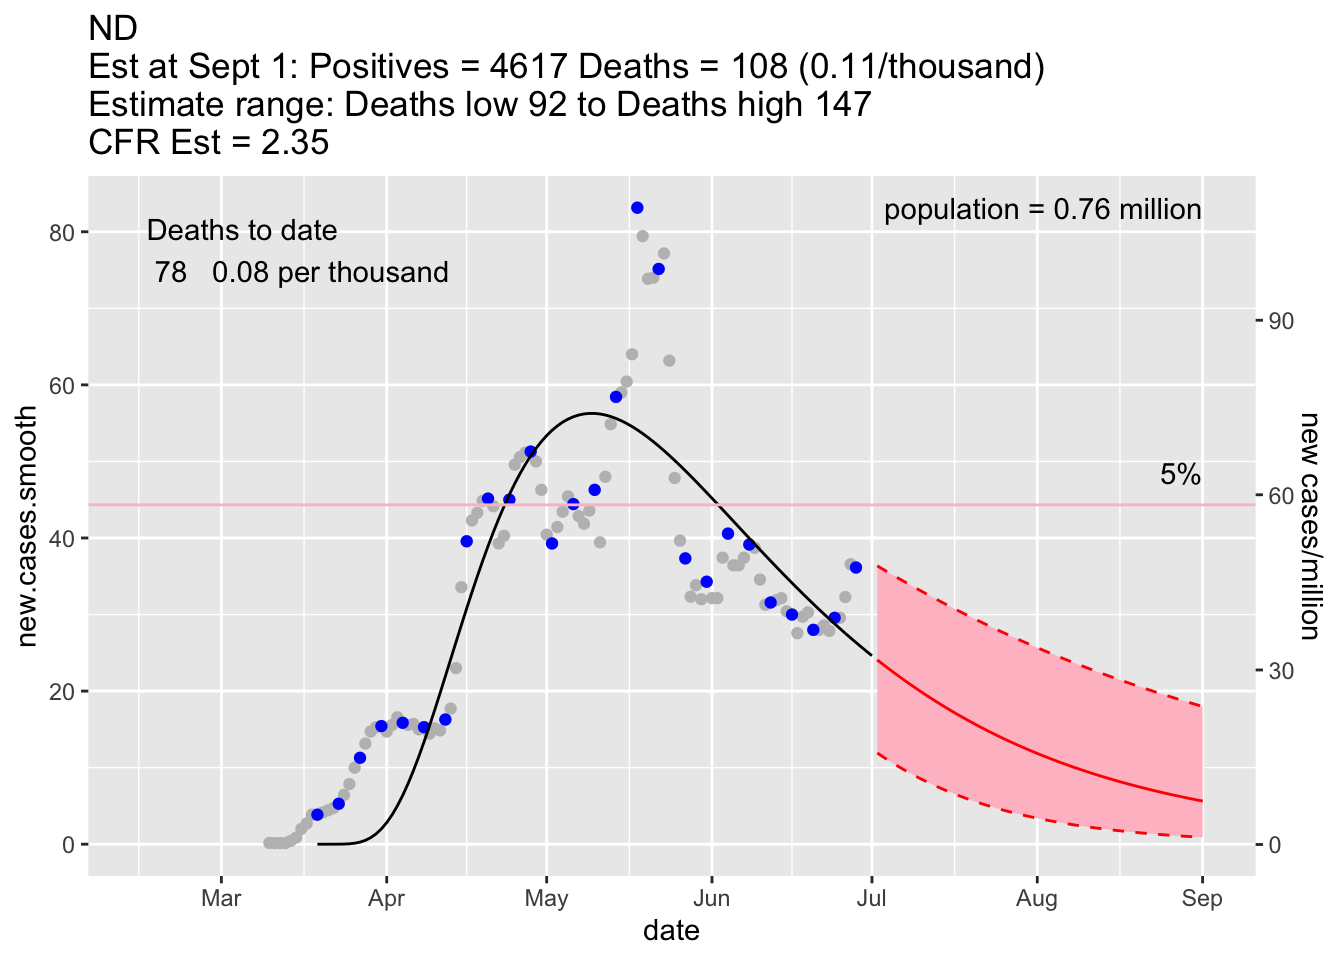 ND
Est at Sept 1: Positives = 4617 Deaths = 108 (0.11/thousand)
Estimate range: Deaths low 92 to Deaths high 147
CFR Est = 2.35
Deaths to date
78 0.08 per thousand
population = 0.76 million
5%
80
60
40
20
0
new.cases.smooth
90
60
30
0
new cases/million
Mar
Apr
May
Jun
Jul
Aug
Sep
date